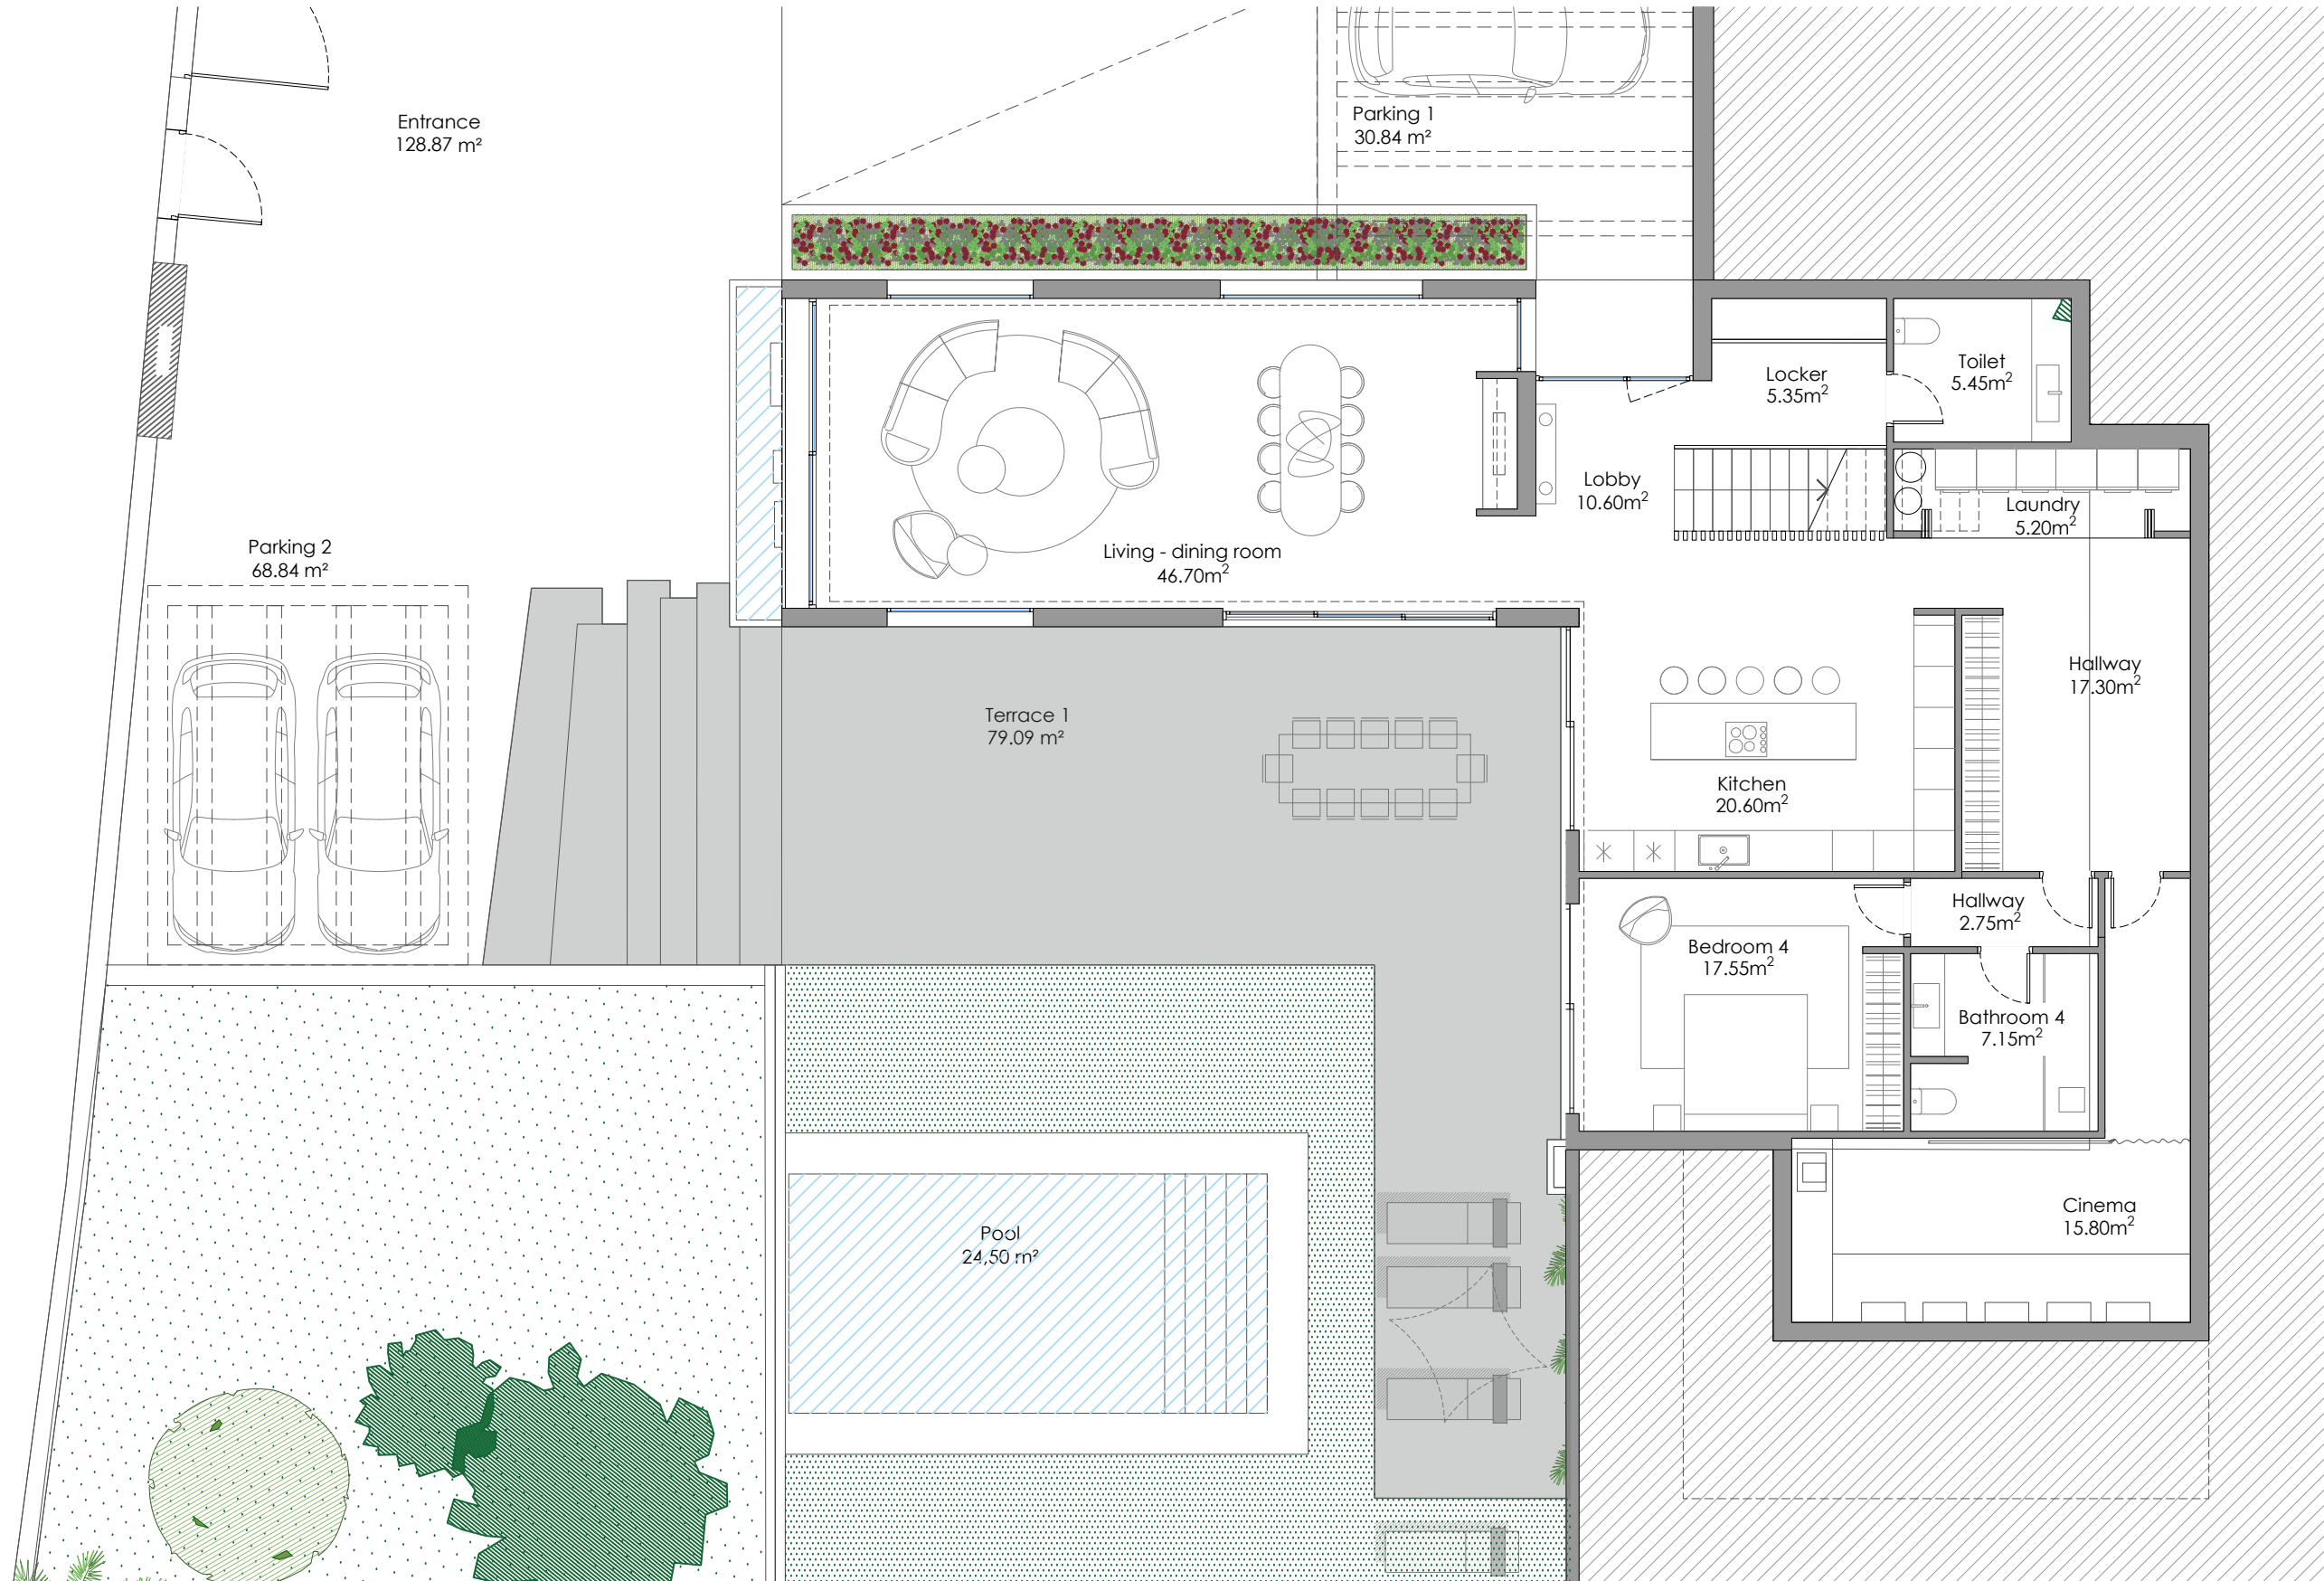 Entrance
128.87 m²
Parking 1
30.84 m²
Locker
5.35m²
Toilet
5.45m²
Lobby
10.60m²
Laundry
5.20m²
Living - dining room
46.70m²
Parking 2
68.84 m²
Hallway
17.30m²
Terrace 1
79.09 m²
Kitchen
20.60m²
Hallway
2.75m²
Bedroom 4
17.55m²
Bathroom 4
7.15m²
Cinema
15.80m²
Pool
24,50 m²